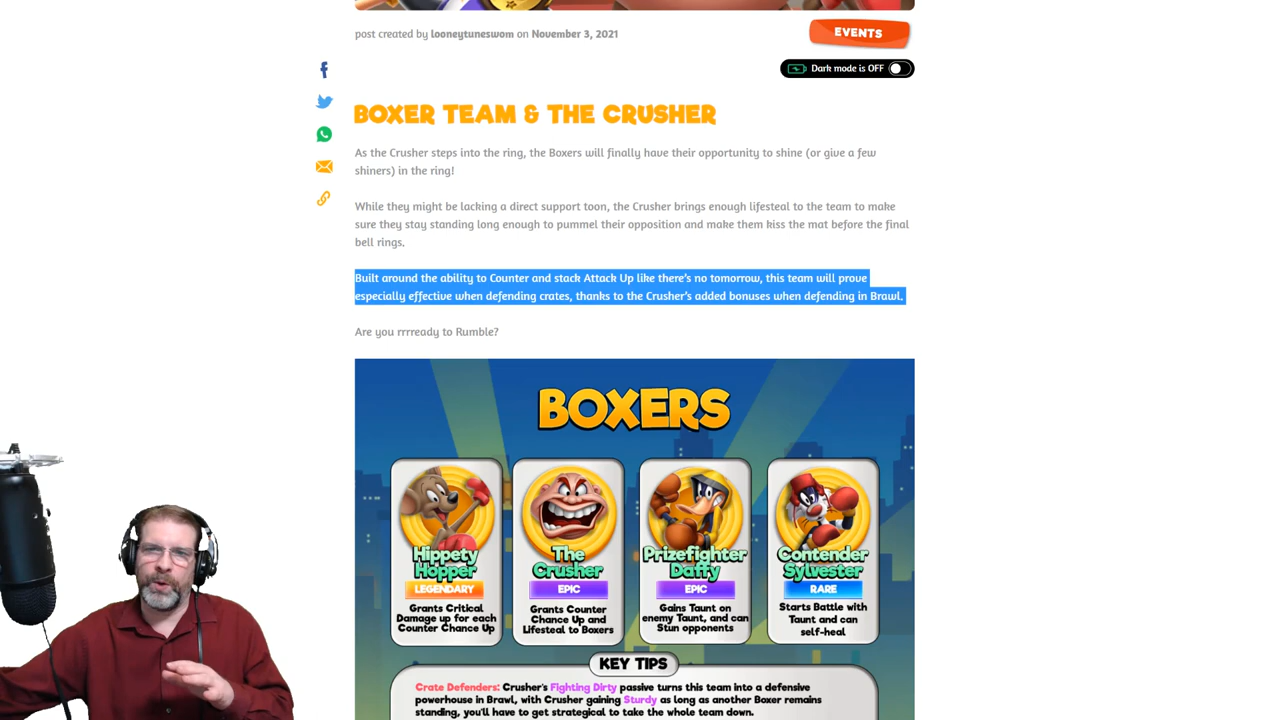 post created by looneytuneswom on November 3, 2021
EVENTS
Dark mode is OFF
BOXER TEAM & THE CRUSHER
As the Crusher steps into the ring, the Boxers will finally have their opportunity to shine (or give a few
shiners) in the ring!
While they might be lacking a direct support toon, the Crusher brings enough lifesteal to the team to make
sure they stay standing long enough to pummel their opposition and make them kiss the mat before the final
bell rings.
Built around the ability to Counter and stack Attack Up like there's no tomorrow, this team will prove
especially effective when defending crates, thanks to the Crusher's added bonuses when defending in Brawl.
Are you rrrready to Rumble?
BOXERS
Hippety
Hopper
LEGENDARY
Grants Critical
Damage up for each
Counter Chance Up
The
Crusher
EPIC
Grants Counter
Chance Up and
Lifesteal to Boxers
Prizefighter
Daffy
EPIC
Gains Taunt on
enemy Taunt, and can
Stun opponents
Contender
Sylvester
RARE
Starts Battle with
Taunt and can
self-heal
KEY TIPS
Crate Defenders: Crusher's Fighting Dirty passive turns this team into a defensive
powerhouse in Brawl, with Crusher gaining Sturdy as long as another Boxer remains
standing, you'll have to get strategical to take the whole team down.